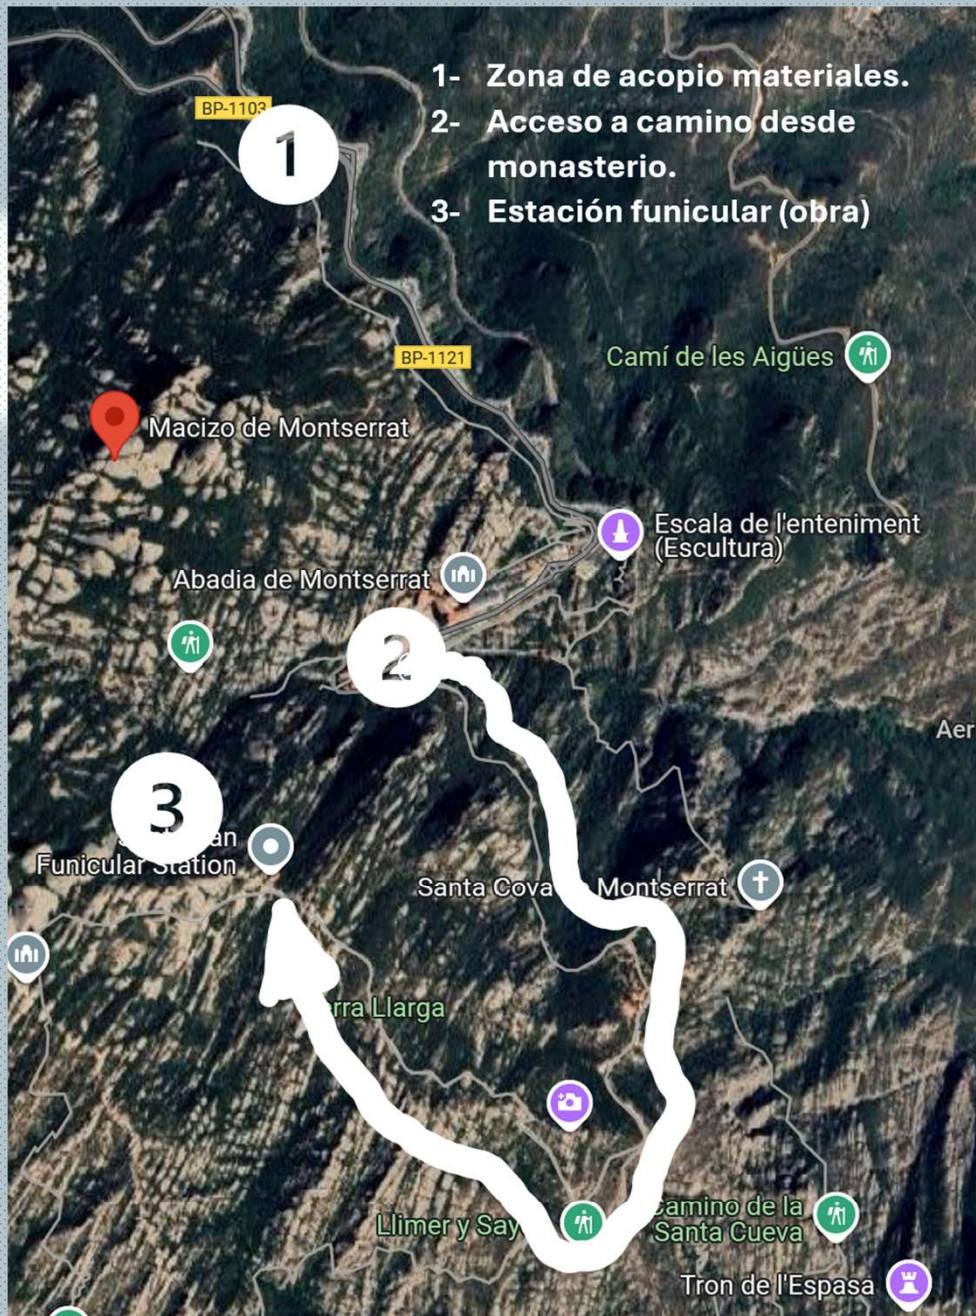 1- Zona de acopio materiales.
2- Acceso a camino desde
monasterio.
3- Estación funicular (obra)
BP-1103
1
BP-1121
Camí de les Aigües
Macizo de Montserrat
Escala de l'enteniment
(Escultura)
Abadia de Montserrat
2
Aer
3
an
Funicular Station
Santa Cova Montserrat
erra Llarga
Llimer y Say
camino de la
Santa Cueva
Tron de l'Espasa